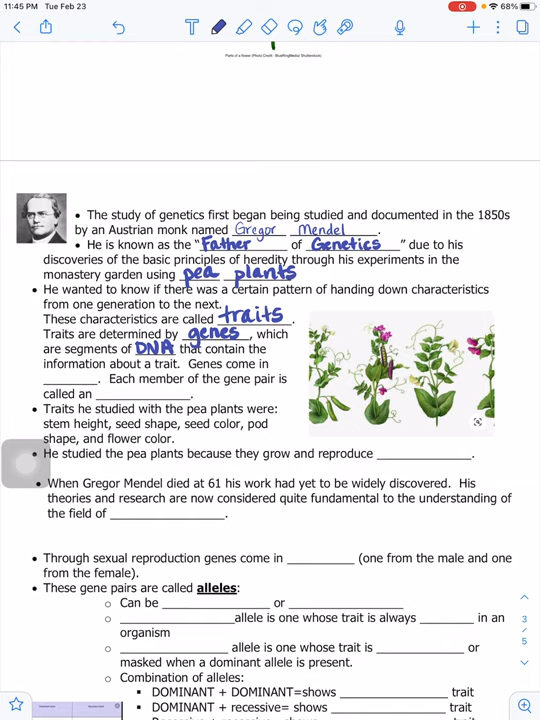 11:45 PM Tue Feb 23
68%
Parts of a flower (Photo Credit: BlueRingMedia/ Shutterstock)
• The study of genetics first began being studied and documented in the 1850s
by an Austrian monk named Gregor Mendel.
• He is known as the "Father of Genetics" due to his
discoveries of the basic principles of heredity through his experiments in the
monastery garden using pea plants
• He wanted to know if there was a certain pattern of handing down characteristics
from one generation to the next.
These characteristics are called traits.
Traits are determined by genes, which
are segments of DNA that contain the
information about a trait. Genes come in
________. Each member of the gene pair is
called an ______________.
• Traits he studied with the pea plants were:
stem height, seed shape, seed color, pod
shape, and flower color.
• He studied the pea plants because they grow and reproduce ______________.
• When Gregor Mendel died at 61 his work had yet to be widely discovered. His
theories and research are now considered quite fundamental to the understanding of
the field of _________________.
• Through sexual reproduction genes come in __________ (one from the male and one
from the female).
• These gene pairs are called alleles:
o Can be ________________ or _________________
o _________________allele is one whose trait is always ________ in an
organism
o ________________ allele is one whose trait is _____________ or
masked when a dominant allele is present.
o Combination of alleles:
▪ DOMINANT + DOMINANT=shows ________________ trait
▪ DOMINANT + recessive= shows _________________ trait
3
/
5